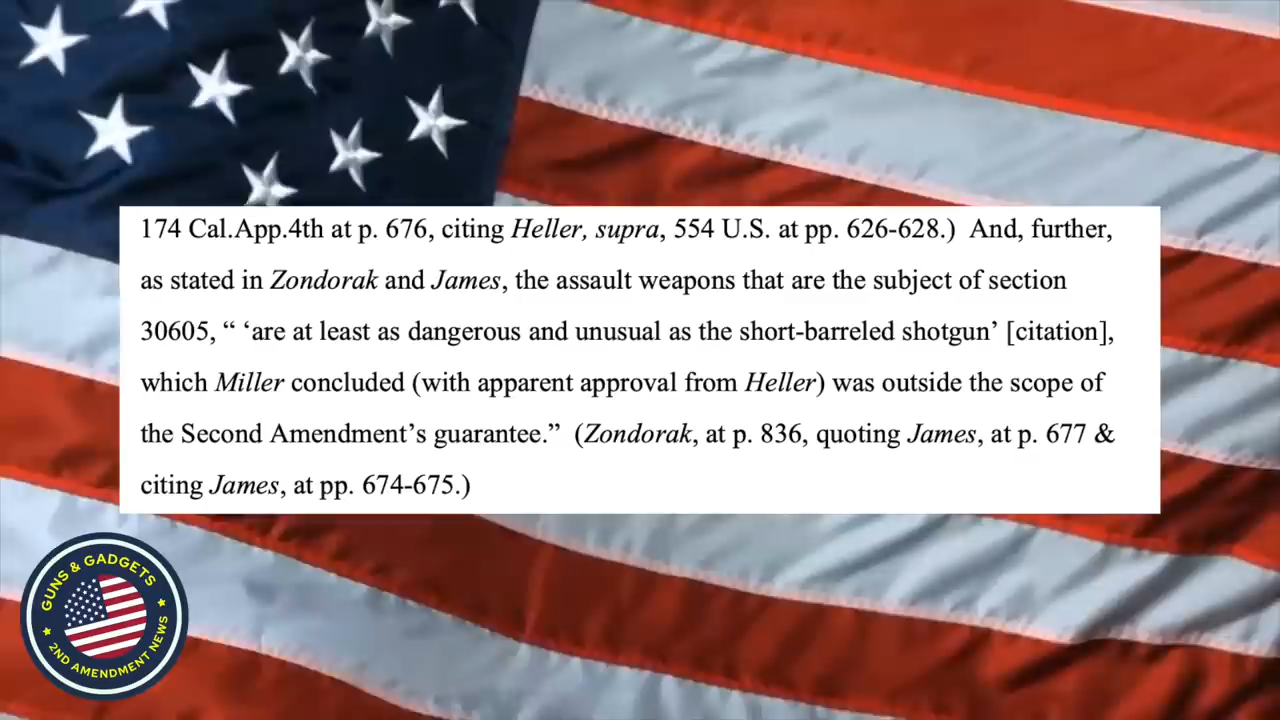 174 Cal.App.4th at p. 676, citing Heller, supra, 554 U.S. at pp. 626-628.)  And, further,
as stated in Zondorak and James, the assault weapons that are the subject of section
30605, “ ‘are at least as dangerous and unusual as the short-barreled shotgun’ [citation],
which Miller concluded (with apparent approval from Heller) was outside the scope of
the Second Amendment’s guarantee.”  (Zondorak, at p. 836, quoting James, at p. 677 &
citing James, at pp. 674-675.)
GUNS & GADGETS
2ND AMENDMENT NEWS